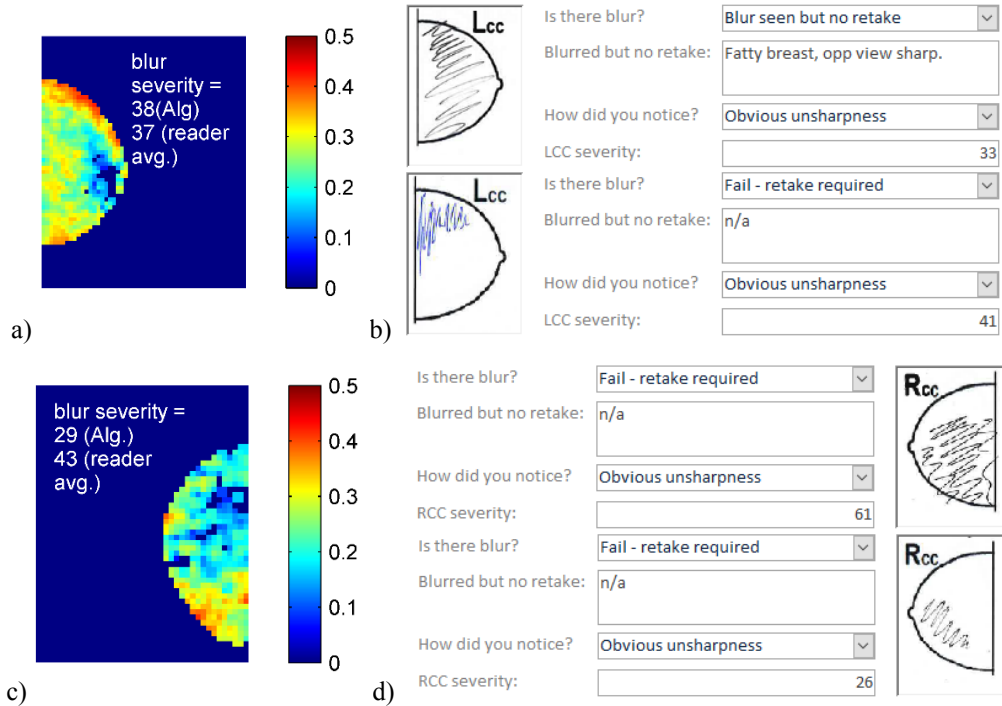 blur
severity =
38(Alg)
37 (reader
avg.)
0.5
0.4
0.3
0.2
0.1
0
a)
Lcc
Is there blur?
Blur seen but no retake
Blurred but no retake:
Fatty breast, opp view sharp.
How did you notice?
Obvious unsharpness
LCC severity:
33
Lcc
Is there blur?
Fail - retake required
Blurred but no retake:
n/a
How did you notice?
Obvious unsharpness
LCC severity:
41
b)
blur severity =
29 (Alg.)
43 (reader
avg.)
0.5
0.4
0.3
0.2
0.1
0
c)
Is there blur?
Fail - retake required
Blurred but no retake:
n/a
How did you notice?
Obvious unsharpness
RCC severity:
61
Rcc
Is there blur?
Fail - retake required
Blurred but no retake:
n/a
How did you notice?
Obvious unsharpness
RCC severity:
26
Rcc
d)